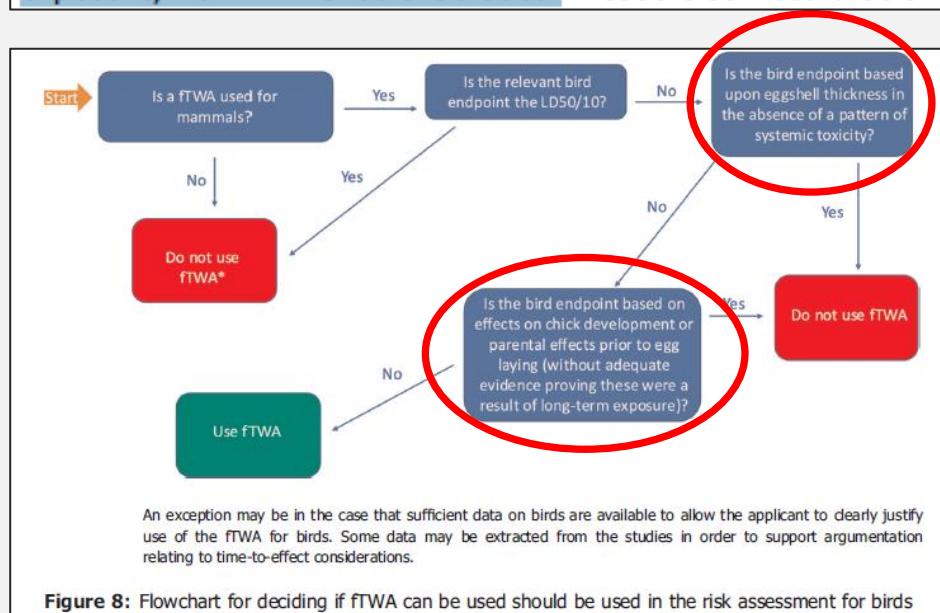 Start
Is a fTWA used for
mammals?
Yes
Is the relevant bird
endpoint the LD50/10?
No
Is the bird endpoint based
upon eggshell thickness in
the absence of a pattern of
systemic toxicity?
No
Yes
No
Yes
Do not use
fTWA*
Is the bird endpoint based on
effects on chick development or
parental effects prior to egg
laying (without adequate
evidence proving these were a
result of long-term exposure)?
Yes
Do not use fTWA
No
Use fTWA
An exception may be in the case that sufficient data on birds are available to allow the applicant to clearly justify
use of the fTWA for birds. Some data may be extracted from the studies in order to support argumentation
relating to time-to-effect considerations.
Figure 8: Flowchart for deciding if fTWA can be used should be used in the risk assessment for birds